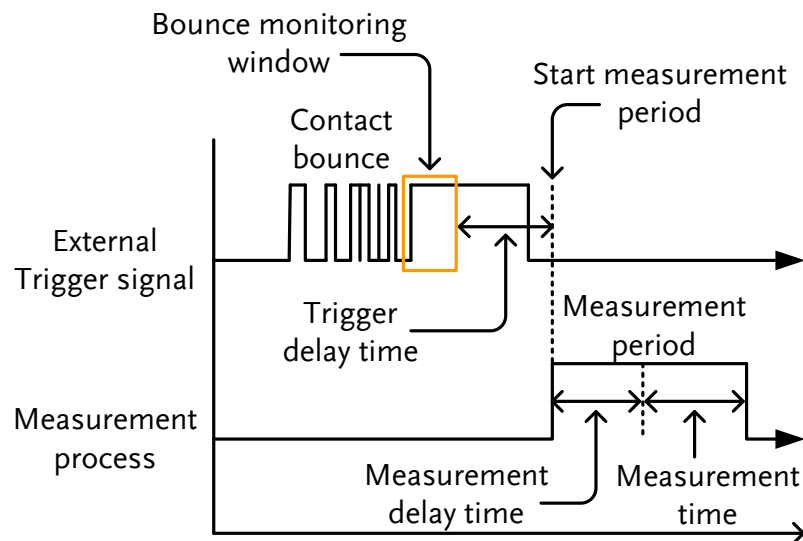 Bounce monitoring
window
Start measurement
period
Contact
bounce
External
Trigger signal
Trigger
delay time
Measurement
period
Measurement
process
Measurement
delay time
Measurement
time